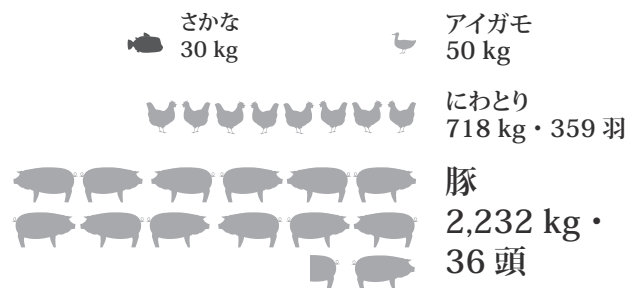 さかな
30 kg
アイガモ
50 kg
にわとり
718 kg・359 羽
豚
2,232 kg・
36 頭